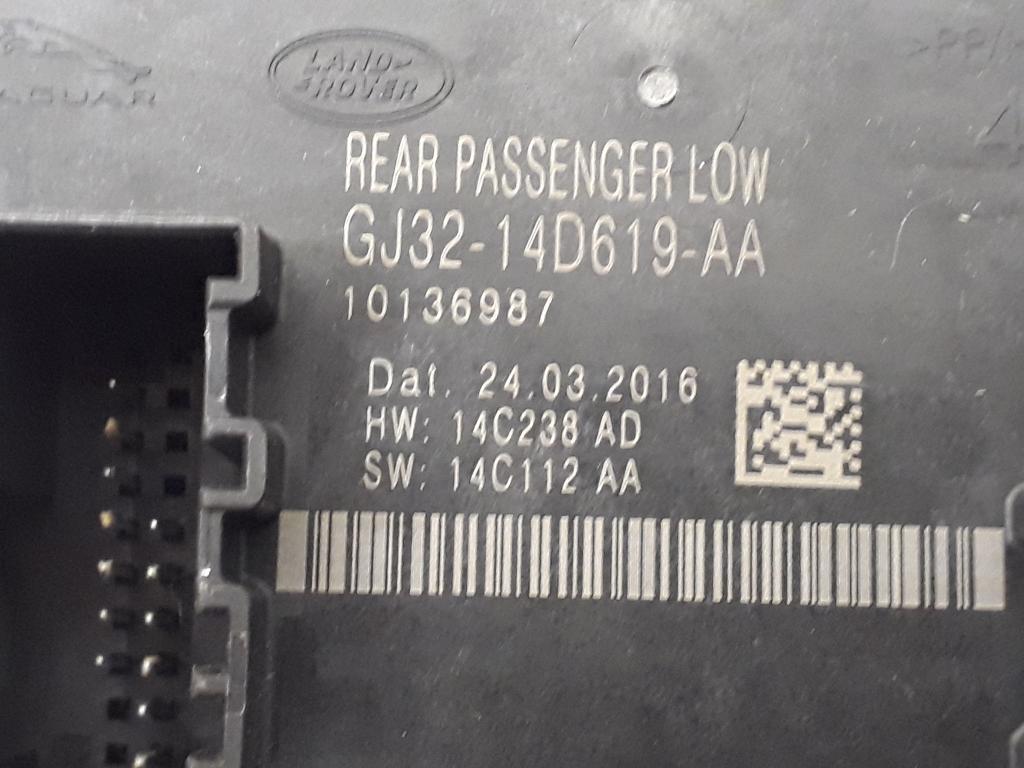 JAGUAR
LAND-
ROVER
REAR PASSENGER LOW
GJ32-14D619-AA
10136987
Dat. 24.03.2016
HW: 14C238 AD
SW: 14C112 AA